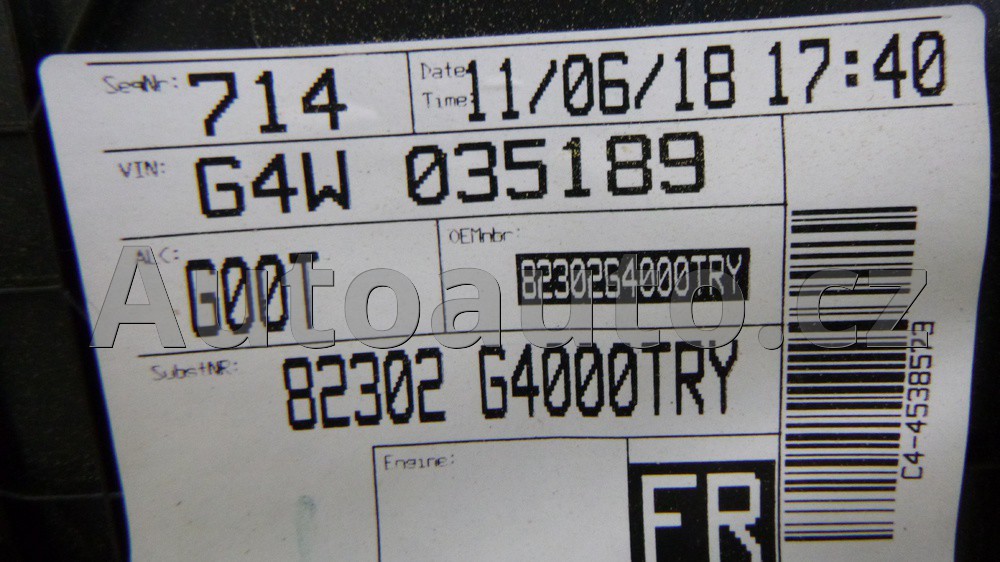 SeqNr: 714
Date Time: 11/06/18 17:40
VIN: G4W 035189
ALC: G00T
OEMnbr: 82302G4000TRY
SubstNR: 82302 G4000TRY
Engine:
FR
C4-4538573
Autoauto.cz